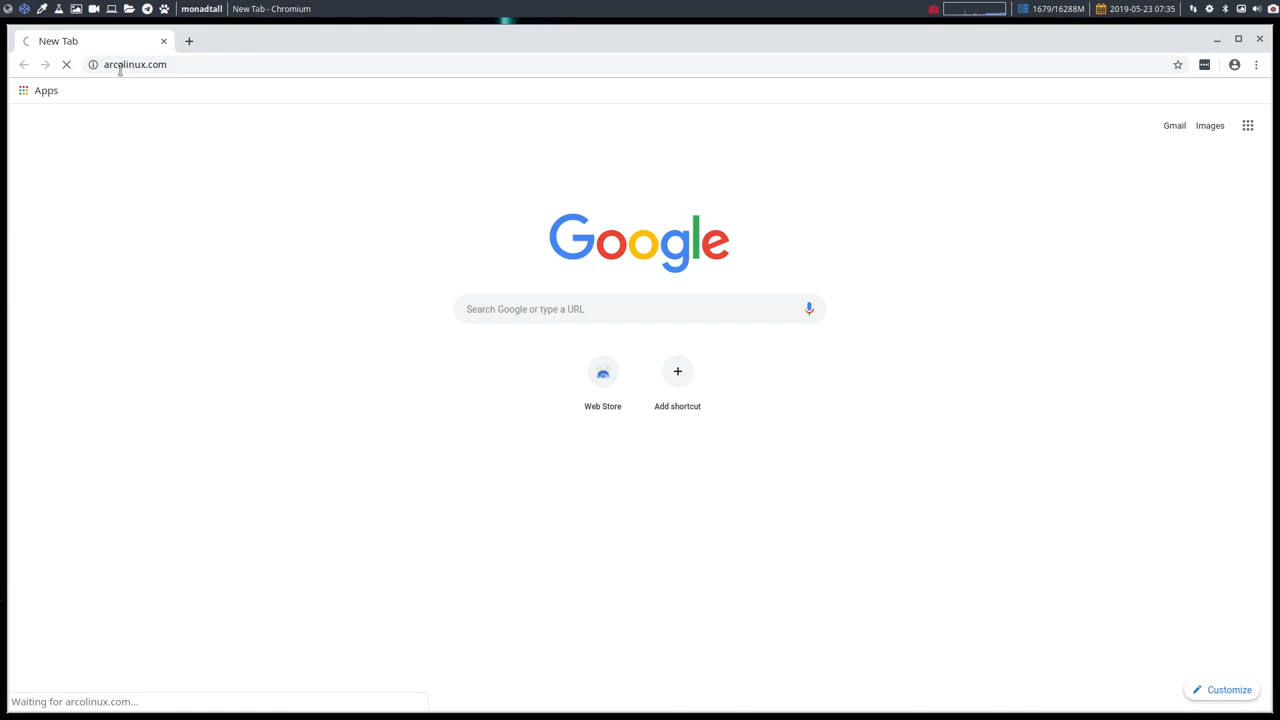 monadtall New Tab - Chromium 1679/16288M 2019-05-23 07:35
New Tab
arcolinux.com
Apps
Gmail Images
Google
Search Google or type a URL
Web Store Add shortcut
Customize
Waiting for arcolinux.com...